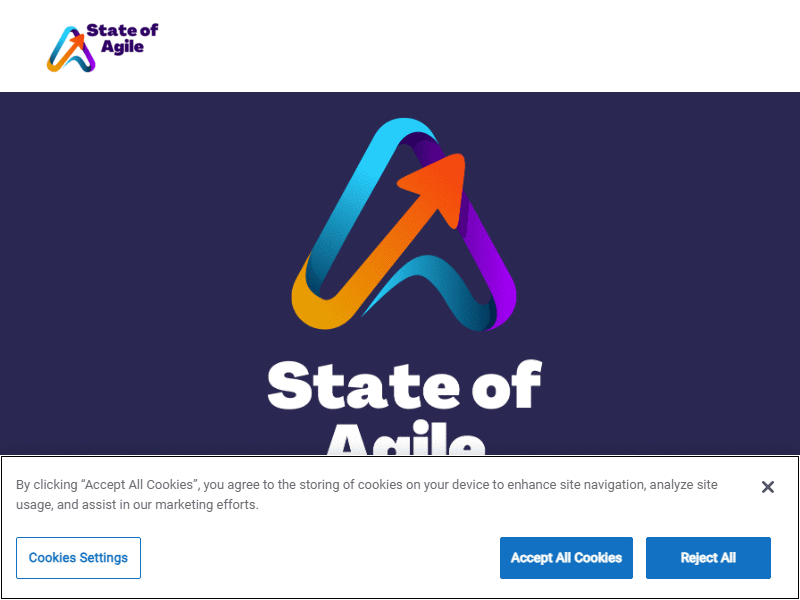 State of
Agile
State of
Agile
By clicking “Accept All Cookies”, you agree to the storing of cookies on your device to enhance site navigation, analyze site
usage, and assist in our marketing efforts.
Cookies Settings
Accept All Cookies
Reject All